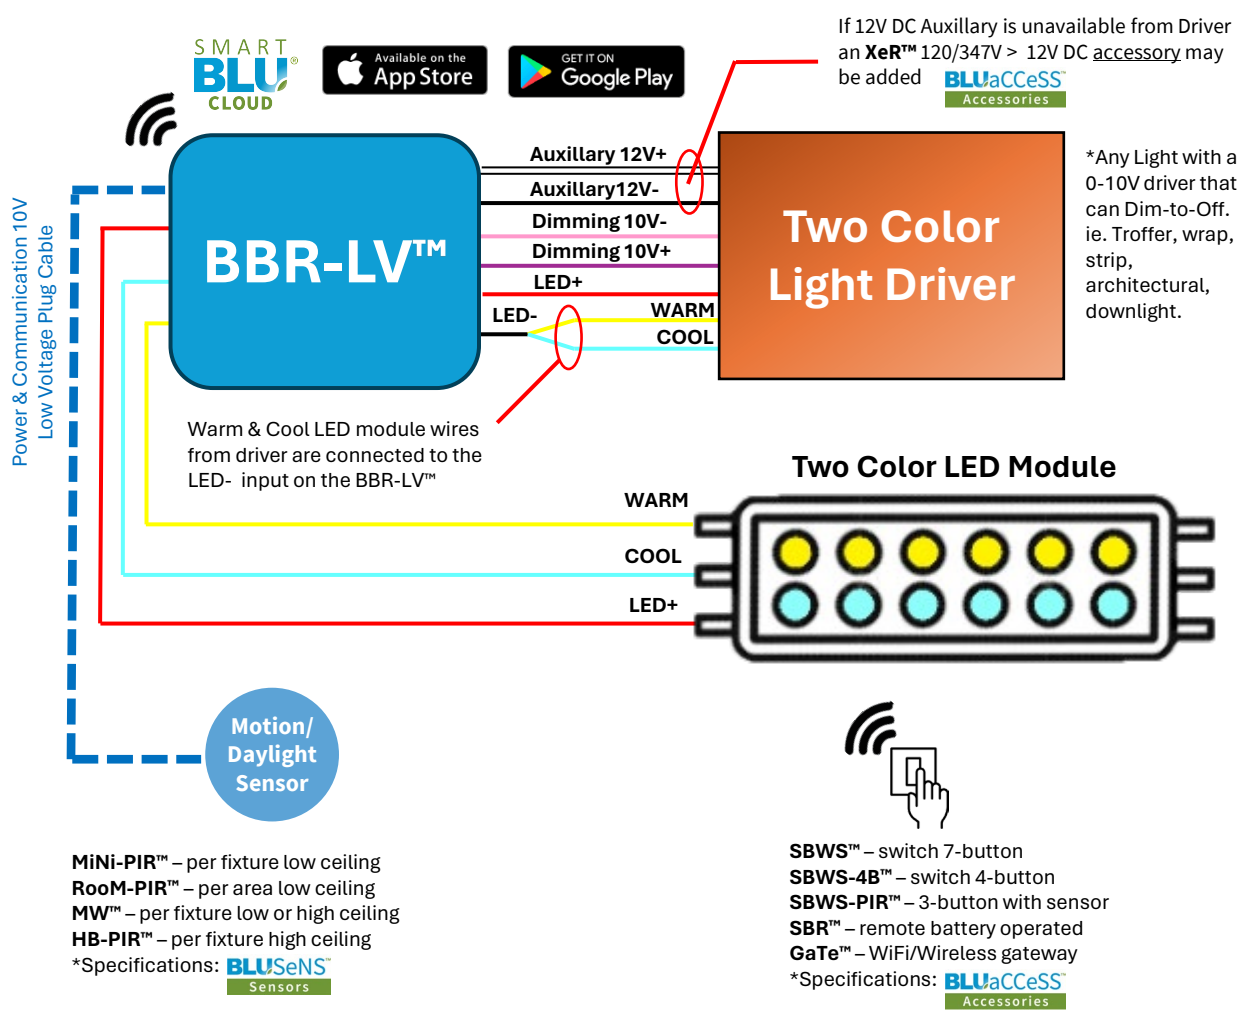 SMART
BLU®
CLOUD
Available on the
App Store
GET IT ON
Google Play
If 12V DC Auxillary is unavailable from Driver
an XeR™ 120/347V > 12V DC accessory may
be added BLUaCCeSS™
Accessories
Auxillary 12V+
Auxillary12V-
Dimming 10V-
Dimming 10V+
LED+
LED-
WARM
COOL
BBR-LV™
Two Color
Light Driver
*Any Light with a
0-10V driver that
can Dim-to-Off.
ie. Troffer, wrap,
strip,
architectural,
downlight.
Power & Communication 10V
Low Voltage Plug Cable
Warm & Cool LED module wires
from driver are connected to the
LED- input on the BBR-LV™
Two Color LED Module
WARM
COOL
LED+
Motion/
Daylight
Sensor
MiNi-PIR™ – per fixture low ceiling
RooM-PIR™ – per area low ceiling
MW™ – per fixture low or high ceiling
HB-PIR™ – per fixture high ceiling
*Specifications: BLUSeNS™
Sensors
SBWS™ – switch 7-button
SBWS-4B™ – switch 4-button
SBWS-PIR™ – 3-button with sensor
SBR™ – remote battery operated
GaTe™ – WiFi/Wireless gateway
*Specifications: BLUaCCeSS™
Accessories